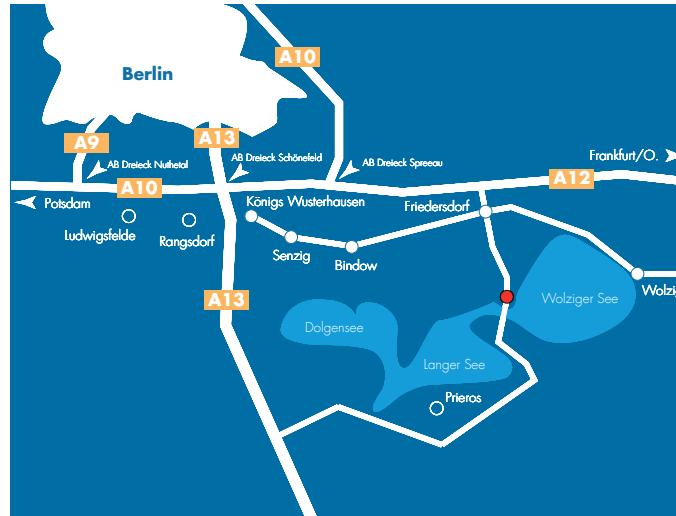 A10
Berlin
A9
A13
AB Dreieck Nuthetal
AB Dreieck Schönefeld
AB Dreieck Spreeau
Frankfurt/O.
A10
A12
Potsdam
Königs Wusterhausen
Friedersdorf
Ludwigsfelde
Rangsdorf
Senzig
Bindow
A13
Wolziger See
Wolzig
Dolgensee
Langer See
Prieros